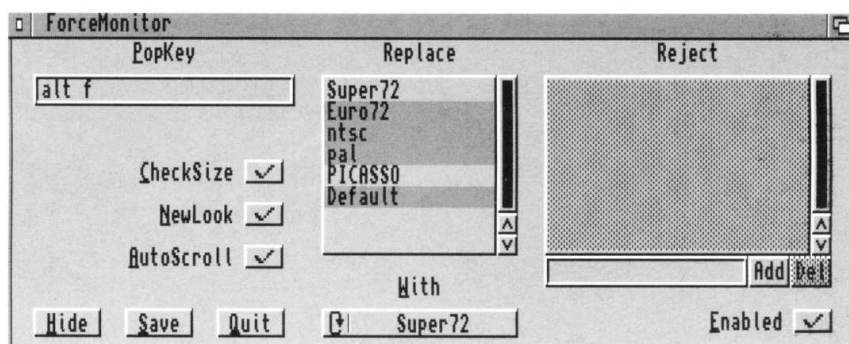 ForceMonitor
PopKey Replace Reject
alt f
Super72
Euro72
ntsc
pal
PICASSO
Default
CheckSize
NewLook
AutoScroll
Add Del
With
Hide Save Quit Super72 Enabled